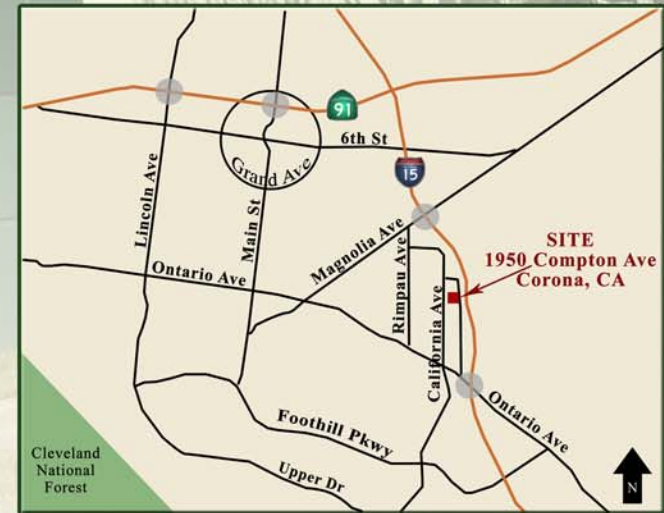 91
6th St
15
Grand Ave
Lincoln Ave
Main St
Magnolia Ave
SITE
1950 Compton Ave
Corona, CA
Ontario Ave
Rimpau Ave
California Ave
Ontario Ave
Foothill Pkwy
Upper Dr
Cleveland
National
Forest
N